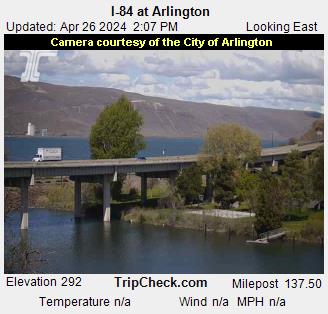 I-84 at Arlington
Updated: Apr 26 2024 2:07 PM Looking East
Camera courtesy of the City of Arlington
Elevation 292 TripCheck.com Milepost 137.50
Temperature n/a Wind n/a MPH n/a